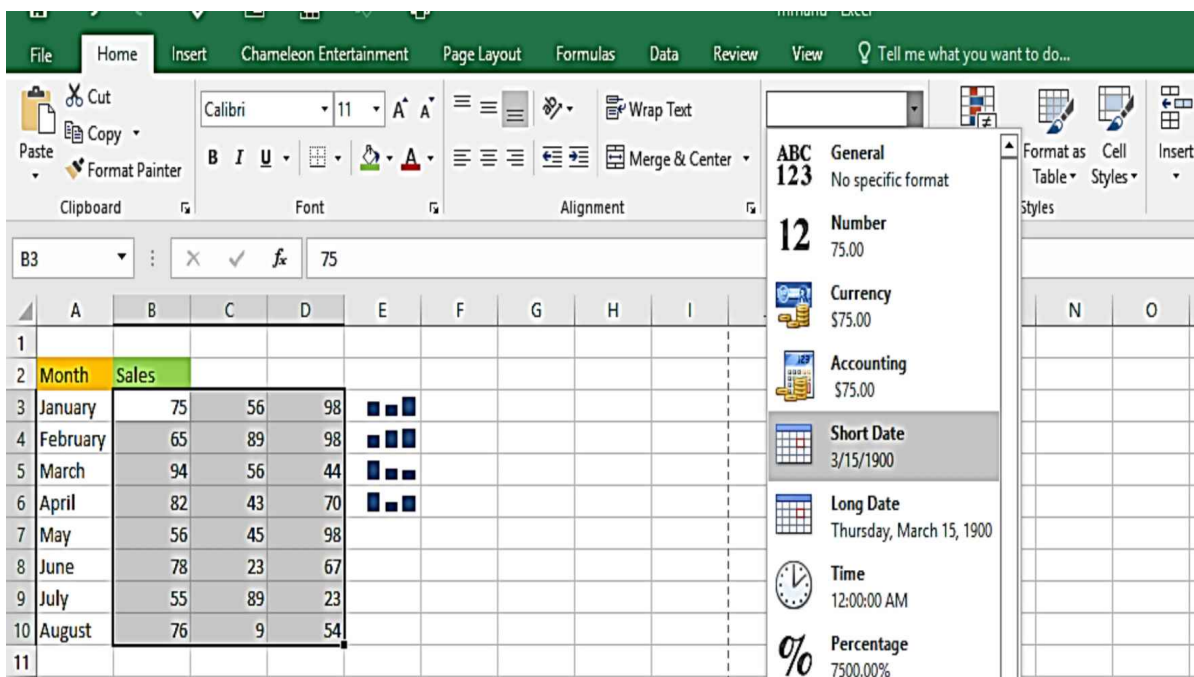 File Home Insert Chameleon Entertainment Page Layout Formulas Data Review View Tell me what you want to do...
Cut
Copy
Paste
Format Painter
Clipboard
Calibri 11 A A
B I U A
Font
Wrap Text
Merge & Center
Alignment
Format as Table
Cell Styles
Insert
Styles
ABC 123 General
No specific format
12 Number
75.00
Currency
$75.00
Accounting
$75.00
Short Date
3/15/1900
Long Date
Thursday, March 15, 1900
Time
12:00:00 AM
% Percentage
7500.00%
B3 fx 75
A B C D E F G H I N O
1
2 Month Sales
3 January 75 56 98
4 February 65 89 98
5 March 94 56 44
6 April 82 43 70
7 May 56 45 98
8 June 78 23 67
9 July 55 89 23
10 August 76 9 54
11